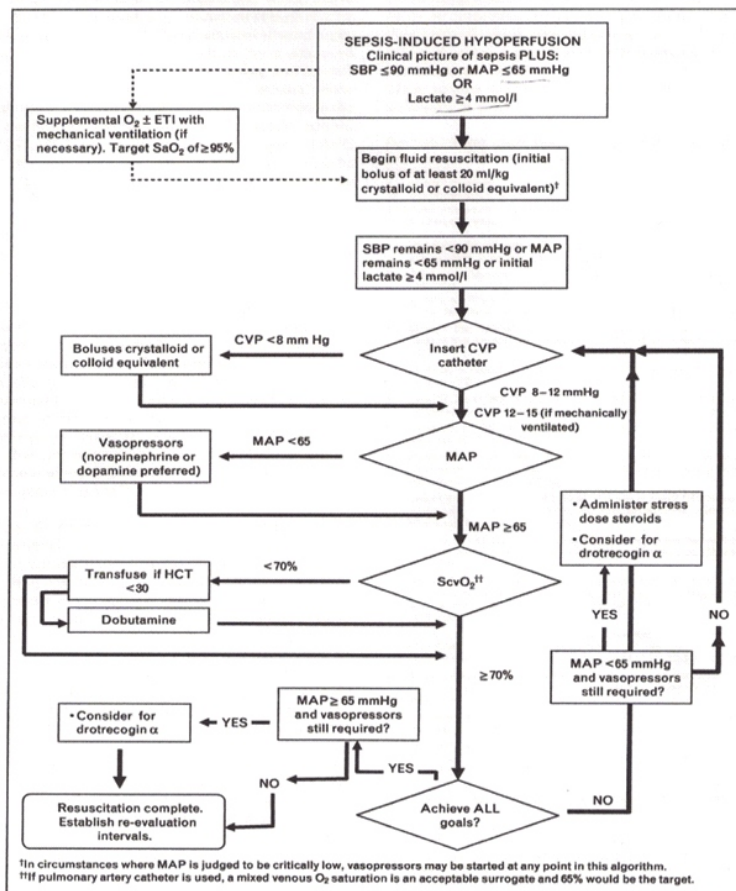 SEPSIS-INDUCED HYPOPERFUSION
Clinical picture of sepsis PLUS:
SBP ≤90 mmHg or MAP ≤65 mmHg
OR
Lactate ≥4 mmol/l
Supplemental O₂ ± ETI with
mechanical ventilation (if
necessary). Target SaO₂ of ≥95%
Begin fluid resuscitation (initial
bolus of at least 20 ml/kg
crystalloid or colloid equivalent)†
SBP remains <90 mmHg or MAP
remains <65 mmHg or initial
lactate ≥4 mmol/l
Insert CVP
catheter
CVP <8 mm Hg
Boluses crystalloid or
colloid equivalent
CVP 8–12 mmHg
CVP 12–15 (if mechanically
ventilated)
MAP
MAP <65
Vasopressors
(norepinephrine or
dopamine preferred)
MAP ≥65
ScvO₂††
<70%
Transfuse if HCT
<30
Dobutamine
≥70%
• Administer stress
dose steroids
• Consider for
drotrecogin α
YES
NO
MAP <65 mmHg
and vasopressors
still required?
MAP ≥ 65 mmHg
and vasopressors
still required?
YES
• Consider for
drotrecogin α
NO
YES
Achieve ALL
goals?
NO
Resuscitation complete.
Establish re-evaluation
intervals.
†In circumstances where MAP is judged to be critically low, vasopressors may be started at any point in this algorithm.
††If pulmonary artery catheter is used, a mixed venous O₂ saturation is an acceptable surrogate and 65% would be the target.